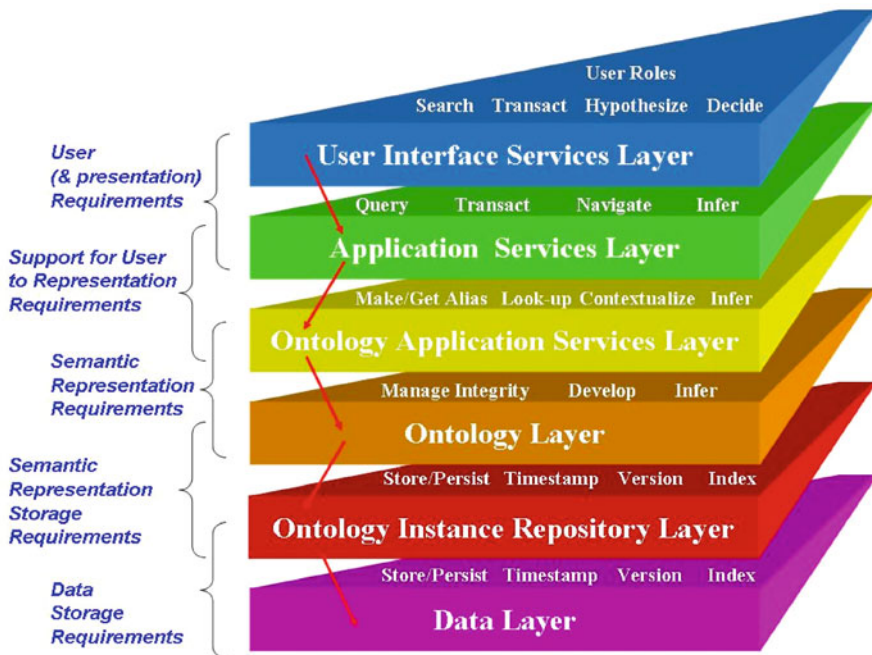 User Roles
Search Transact Hypothesize Decide
User Interface Services Layer
Query Transact Navigate Infer
Application Services Layer
Make/Get Alias Look-up Contextualize Infer
Ontology Application Services Layer
Manage Integrity Develop Infer
Ontology Layer
Store/Persist Timestamp Version Index
Ontology Instance Repository Layer
Store/Persist Timestamp Version Index
Data Layer
User
(& presentation)
Requirements
Support for User
to Representation
Requirements
Semantic
Representation
Requirements
Semantic
Representation
Storage
Requirements
Data
Storage
Requirements